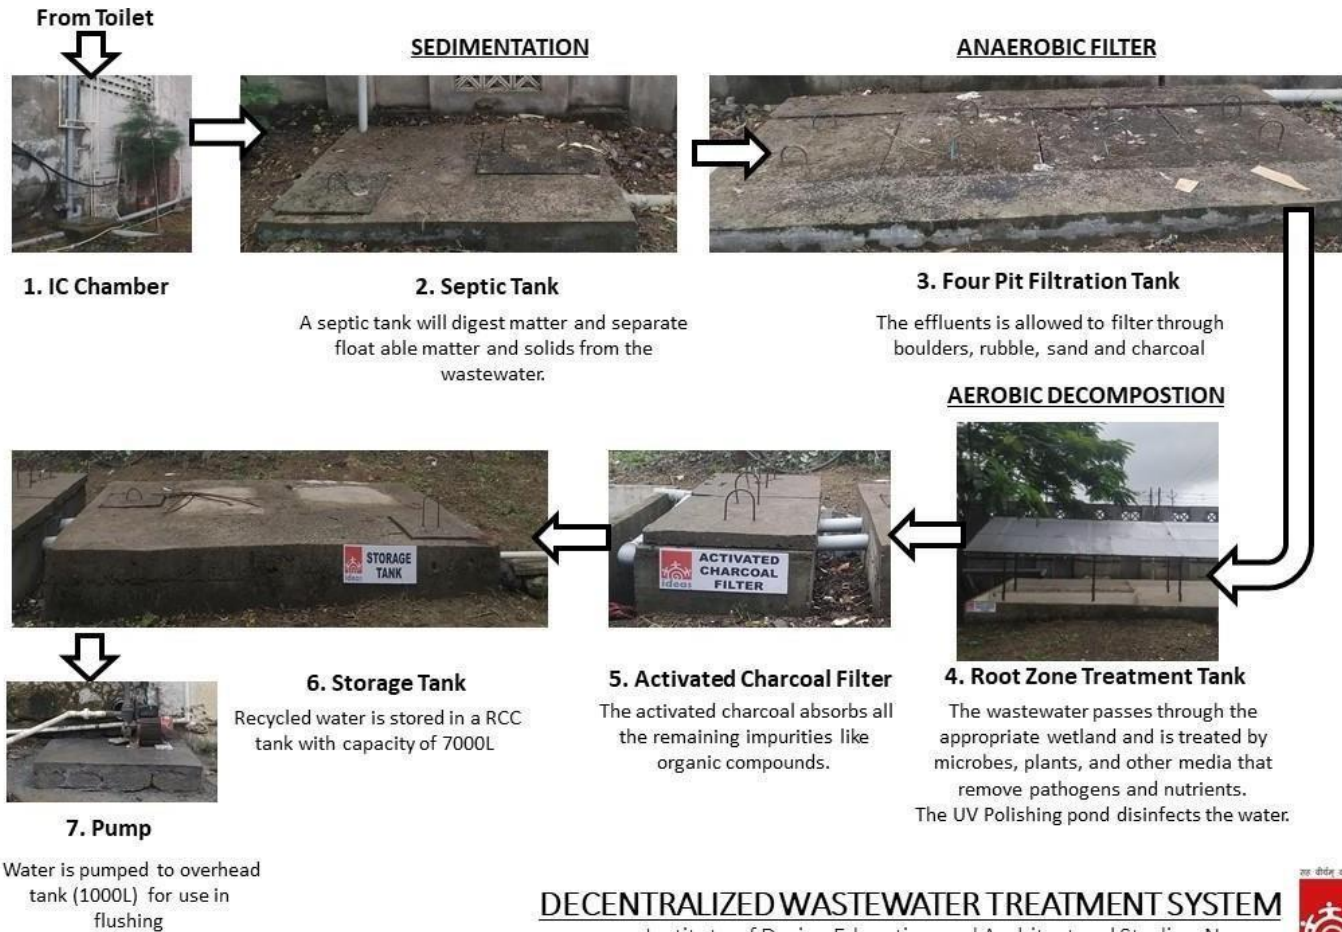 From Toilet
SEDIMENTATION
ANAEROBIC FILTER
1. IC Chamber
2. Septic Tank
A septic tank will digest matter and separate
float able matter and solids from the
wastewater.
3. Four Pit Filtration Tank
The effluents is allowed to filter through
boulders, rubble, sand and charcoal
AEROBIC DECOMPOSTION
4. Root Zone Treatment Tank
The wastewater passes through the
appropriate wetland and is treated by
microbes, plants, and other media that
remove pathogens and nutrients.
The UV Polishing pond disinfects the water.
ideas
ACTIVATED
CHARCOAL
FILTER
5. Activated Charcoal Filter
The activated charcoal absorbs all
the remaining impurities like
organic compounds.
ideas
STORAGE
TANK
6. Storage Tank
Recycled water is stored in a RCC
tank with capacity of 7000L
7. Pump
Water is pumped to overhead
tank (1000L) for use in
flushing
DECENTRALIZED WASTEWATER TREATMENT SYSTEM
सह वीर्यम्